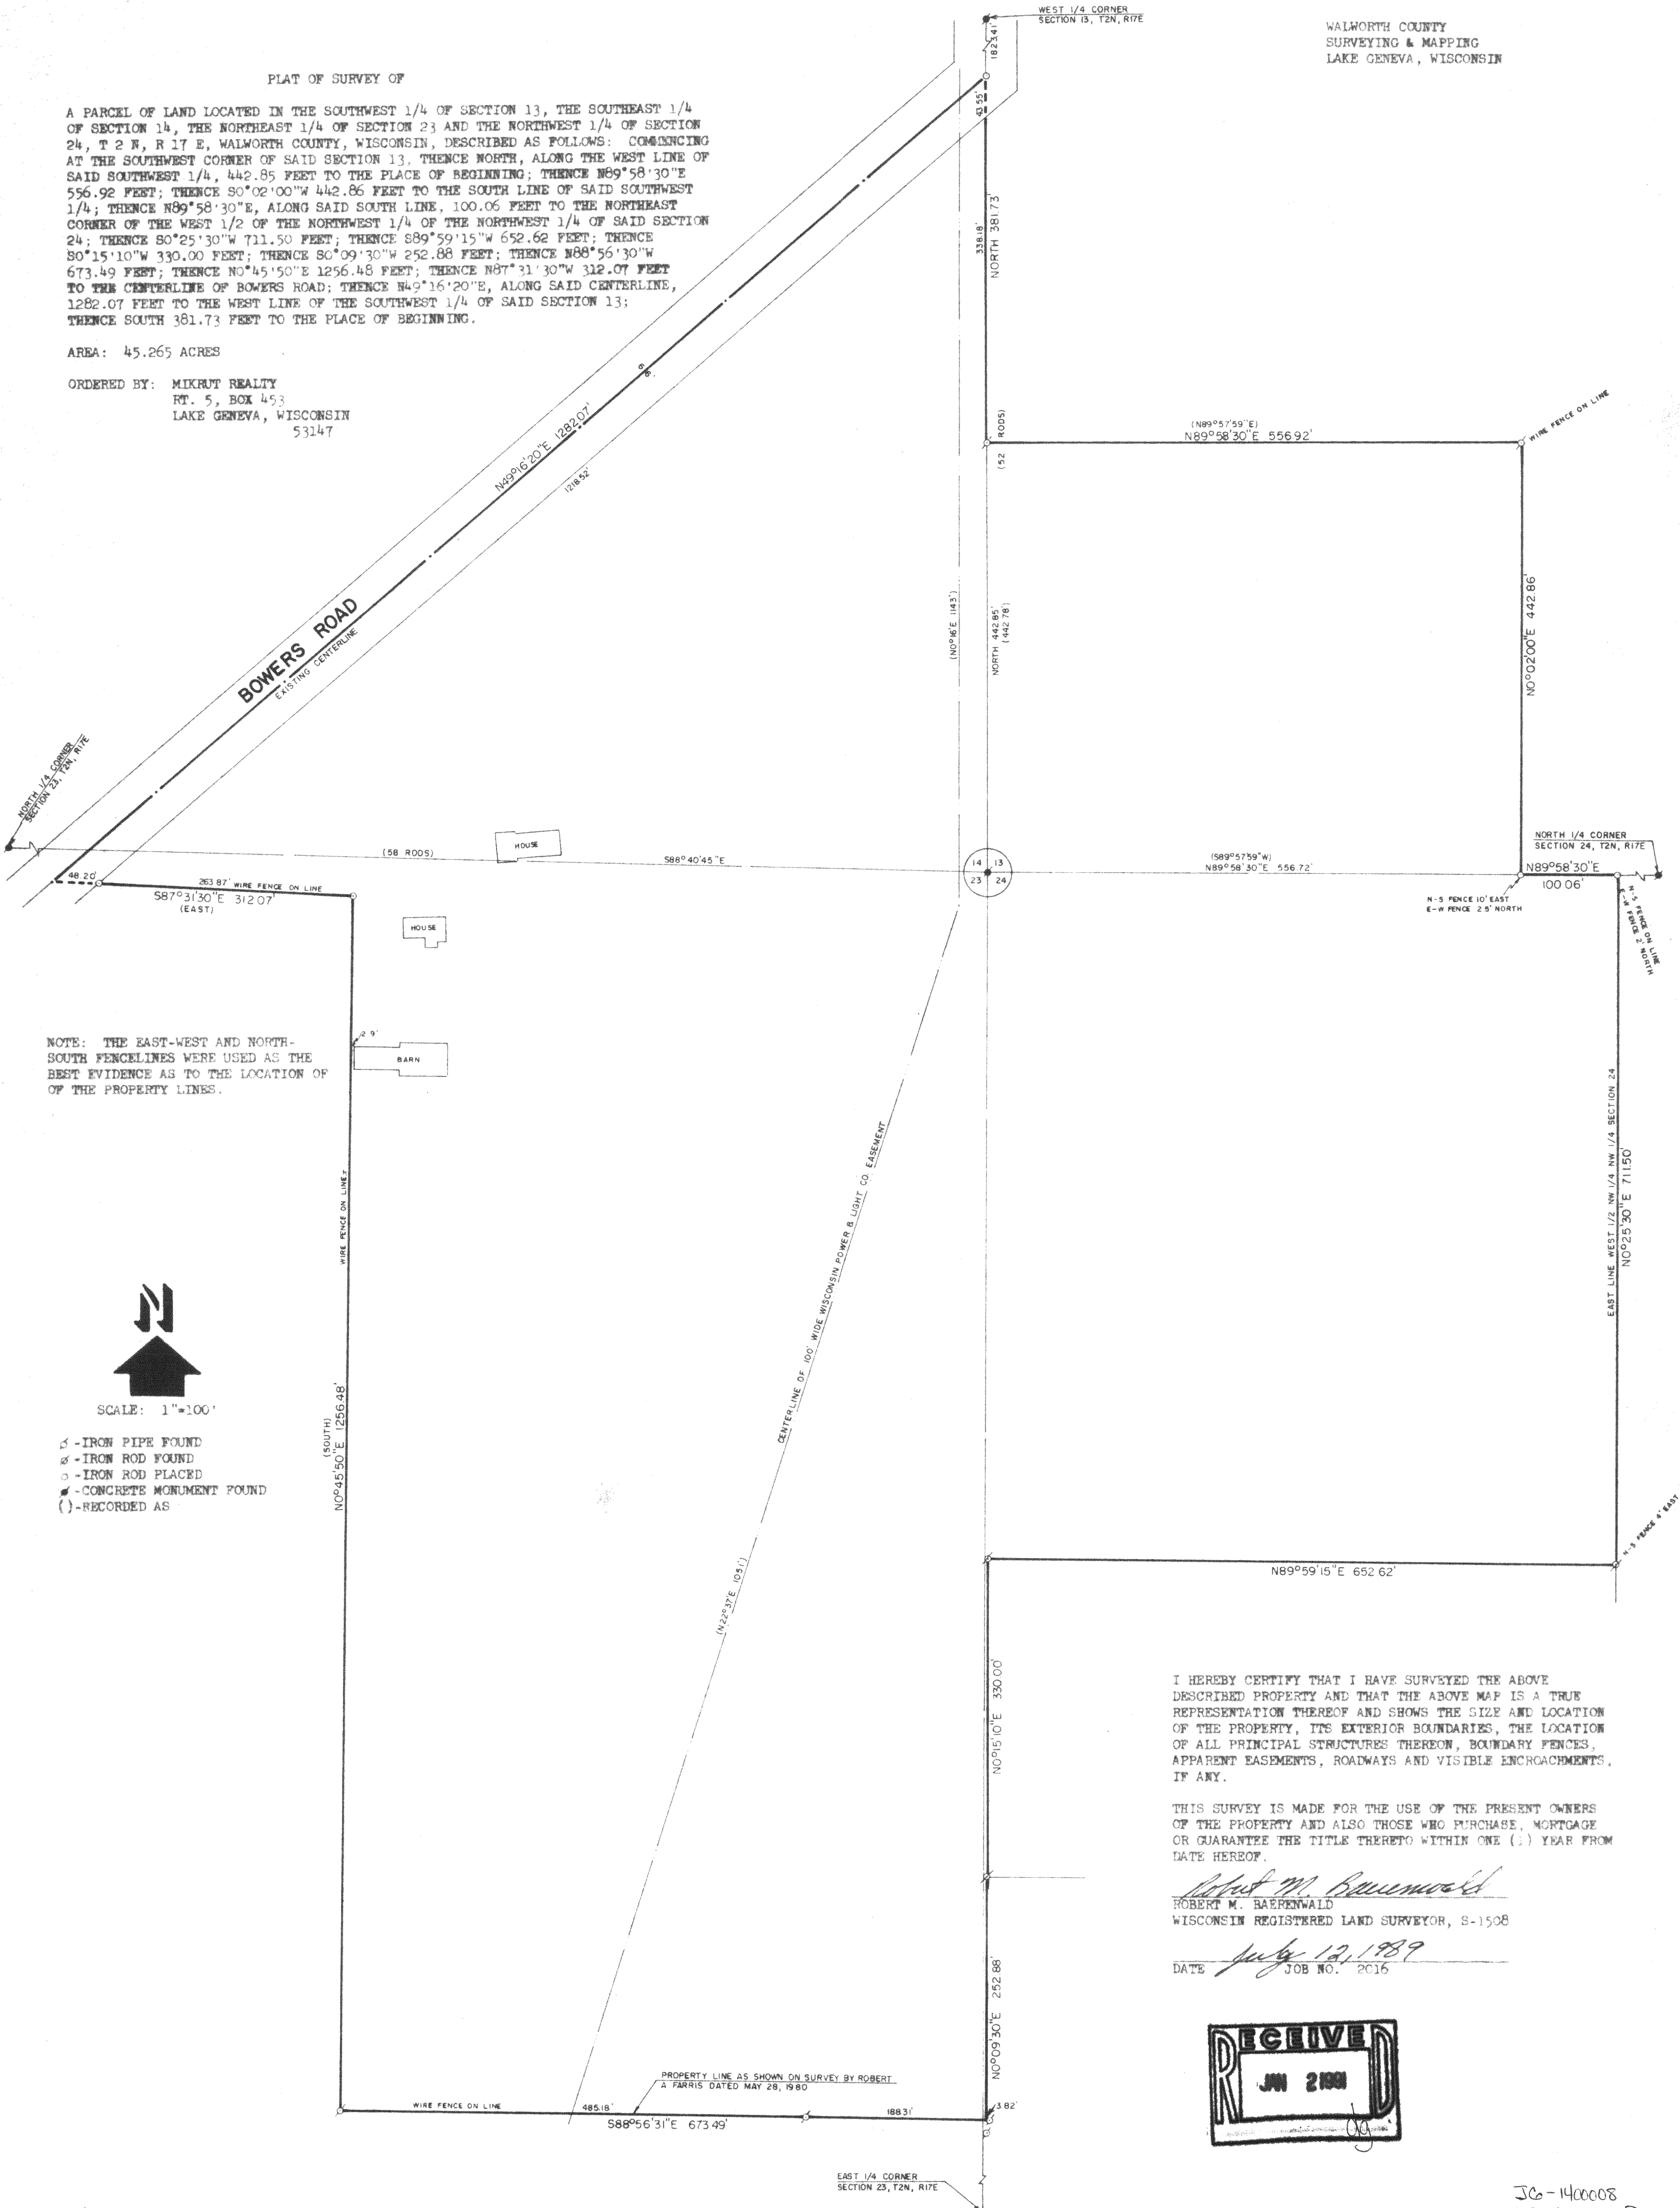 WEST 1/4 CORNER
SECTION 13, T2N, R17E
WALWORTH COUNTY
SURVEYING & MAPPING
LAKE GENEVA, WISCONSIN
PLAT OF SURVEY OF
A PARCEL OF LAND LOCATED IN THE SOUTHWEST 1/4 OF SECTION 13, THE SOUTHEAST 1/4
OF SECTION 14, THE NORTHEAST 1/4 OF SECTION 23 AND THE NORTHWEST 1/4 OF SECTION
24, T 2 N, R 17 E, WALWORTH COUNTY, WISCONSIN, DESCRIBED AS FOLLOWS: COMMENCING
AT THE SOUTHWEST CORNER OF SAID SECTION 13, THENCE NORTH, ALONG THE WEST LINE OF
SAID SOUTHWEST 1/4, 442.85 FEET TO THE PLACE OF BEGINNING; THENCE N89°58'30"E
556.92 FEET; THENCE S0°02'00"W 442.86 FEET TO THE SOUTH LINE OF SAID SOUTHWEST
1/4; THENCE N89°58'30"E, ALONG SAID SOUTH LINE, 100.06 FEET TO THE NORTHEAST
CORNER OF THE WEST 1/2 OF THE NORTHWEST 1/4 OF THE NORTHWEST 1/4 OF SAID SECTION
24; THENCE S0°25'30"W 711.50 FEET; THENCE S89°59'15"W 652.62 FEET; THENCE
S0°15'10"W 330.00 FEET; THENCE S0°09'30"W 252.88 FEET; THENCE N88°56'30"W
673.49 FEET; THENCE N0°45'50"E 1256.48 FEET; THENCE N87°31'30"W 312.07 FEET
TO THE CENTERLINE OF BOWERS ROAD; THENCE N49°16'20"E, ALONG SAID CENTERLINE,
1282.07 FEET TO THE WEST LINE OF THE SOUTHWEST 1/4 OF SAID SECTION 13;
THENCE SOUTH 381.73 FEET TO THE PLACE OF BEGINNING.
AREA: 45.265 ACRES
ORDERED BY: MIKRUT REALTY
RT. 5, BOX 453
LAKE GENEVA, WISCONSIN
53147
1823.41'
43.55'
338.18'
NORTH 381.73'
(52 RODS)
N49°16'20"E 1282.07'
1218.52'
66'
(N89°57'59"E)
N89°58'30"E 556.92'
WIRE FENCE ON LINE
BOWERS ROAD
EXISTING CENTERLINE
(N0°16'E 1143')
NORTH 442.85'
(442.78')
N0°02'00"E 442.86'
NORTH 1/4 CORNER
SECTION 23, T2N, R17E
(58 RODS)
HOUSE
S88°40'45"E
14 13
23 24
(S89°57'59"W)
N89°58'30"E 556.72'
NORTH 1/4 CORNER
SECTION 24, T2N, R17E
N89°58'30"E
100.06'
48.20'
263.87' WIRE FENCE ON LINE
S87°31'30"E 312.07'
(EAST)
N-S FENCE 10' EAST
E-W FENCE 2.5' NORTH
N-S FENCE ON LINE
E-W FENCE 2' NORTH
HOUSE
2.9'
BARN
NOTE: THE EAST-WEST AND NORTH-
SOUTH FENCELINES WERE USED AS THE
BEST EVIDENCE AS TO THE LOCATION OF
OF THE PROPERTY LINES.
WIRE FENCE ON LINE
CENTERLINE OF 100' WIDE WISCONSIN POWER & LIGHT CO. EASEMENT
EAST LINE WEST 1/2 NW 1/4 NW 1/4 SECTION 24
N0°25'30"E 711.50'
N
SCALE: 1"=100'
-IRON PIPE FOUND
-IRON ROD FOUND
-IRON ROD PLACED
-CONCRETE MONUMENT FOUND
( )-RECORDED AS
(SOUTH)
N0°45'50"E 1256.48'
(N22°37'E 1051')
N-S FENCE 4' EAST
N89°59'15"E 652.62'
N0°15'10"E 330.00'
I HEREBY CERTIFY THAT I HAVE SURVEYED THE ABOVE
DESCRIBED PROPERTY AND THAT THE ABOVE MAP IS A TRUE
REPRESENTATION THEREOF AND SHOWS THE SIZE AND LOCATION
OF THE PROPERTY, ITS EXTERIOR BOUNDARIES, THE LOCATION
OF ALL PRINCIPAL STRUCTURES THEREON, BOUNDARY FENCES,
APPARENT EASEMENTS, ROADWAYS AND VISIBLE ENCROACHMENTS,
IF ANY.
THIS SURVEY IS MADE FOR THE USE OF THE PRESENT OWNERS
OF THE PROPERTY AND ALSO THOSE WHO PURCHASE, MORTGAGE
OR GUARANTEE THE TITLE THERETO WITHIN ONE (1) YEAR FROM
DATE HEREOF.
Robert M. Baerenwald
ROBERT M. BAERENWALD
WISCONSIN REGISTERED LAND SURVEYOR, S-1508
July 12, 1989
DATE JOB NO. 2016
N0°09'30"E 252.88'
RECEIVED
JAN 2 1991
dg
PROPERTY LINE AS SHOWN ON SURVEY BY ROBERT
A FARRIS DATED MAY 28, 1980
WIRE FENCE ON LINE
485.18'
188.31'
3.82'
S88°56'31"E 673.49'
EAST 1/4 CORNER
SECTION 23, T2N, R17E
JG-1400008